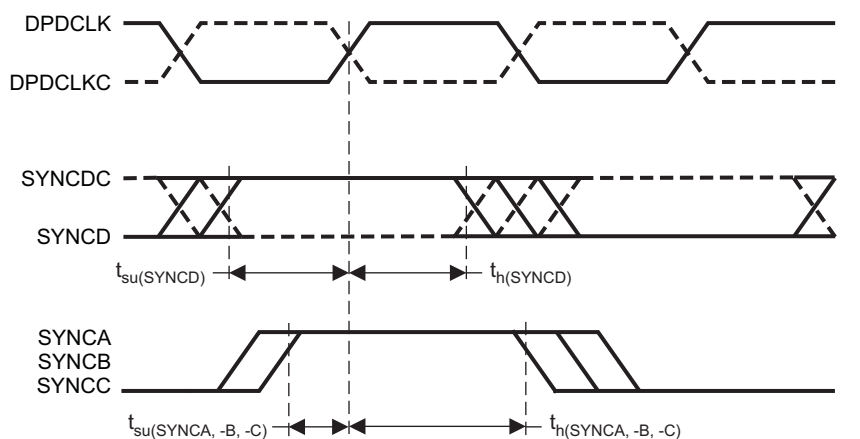 DPDCLK
DPDCLKC
SYNCDC
SYNCD
tsu(SYNCD)
th(SYNCD)
SYNCA
SYNCB
SYNCC
tsu(SYNCA, -B, -C)
th(SYNCA, -B, -C)